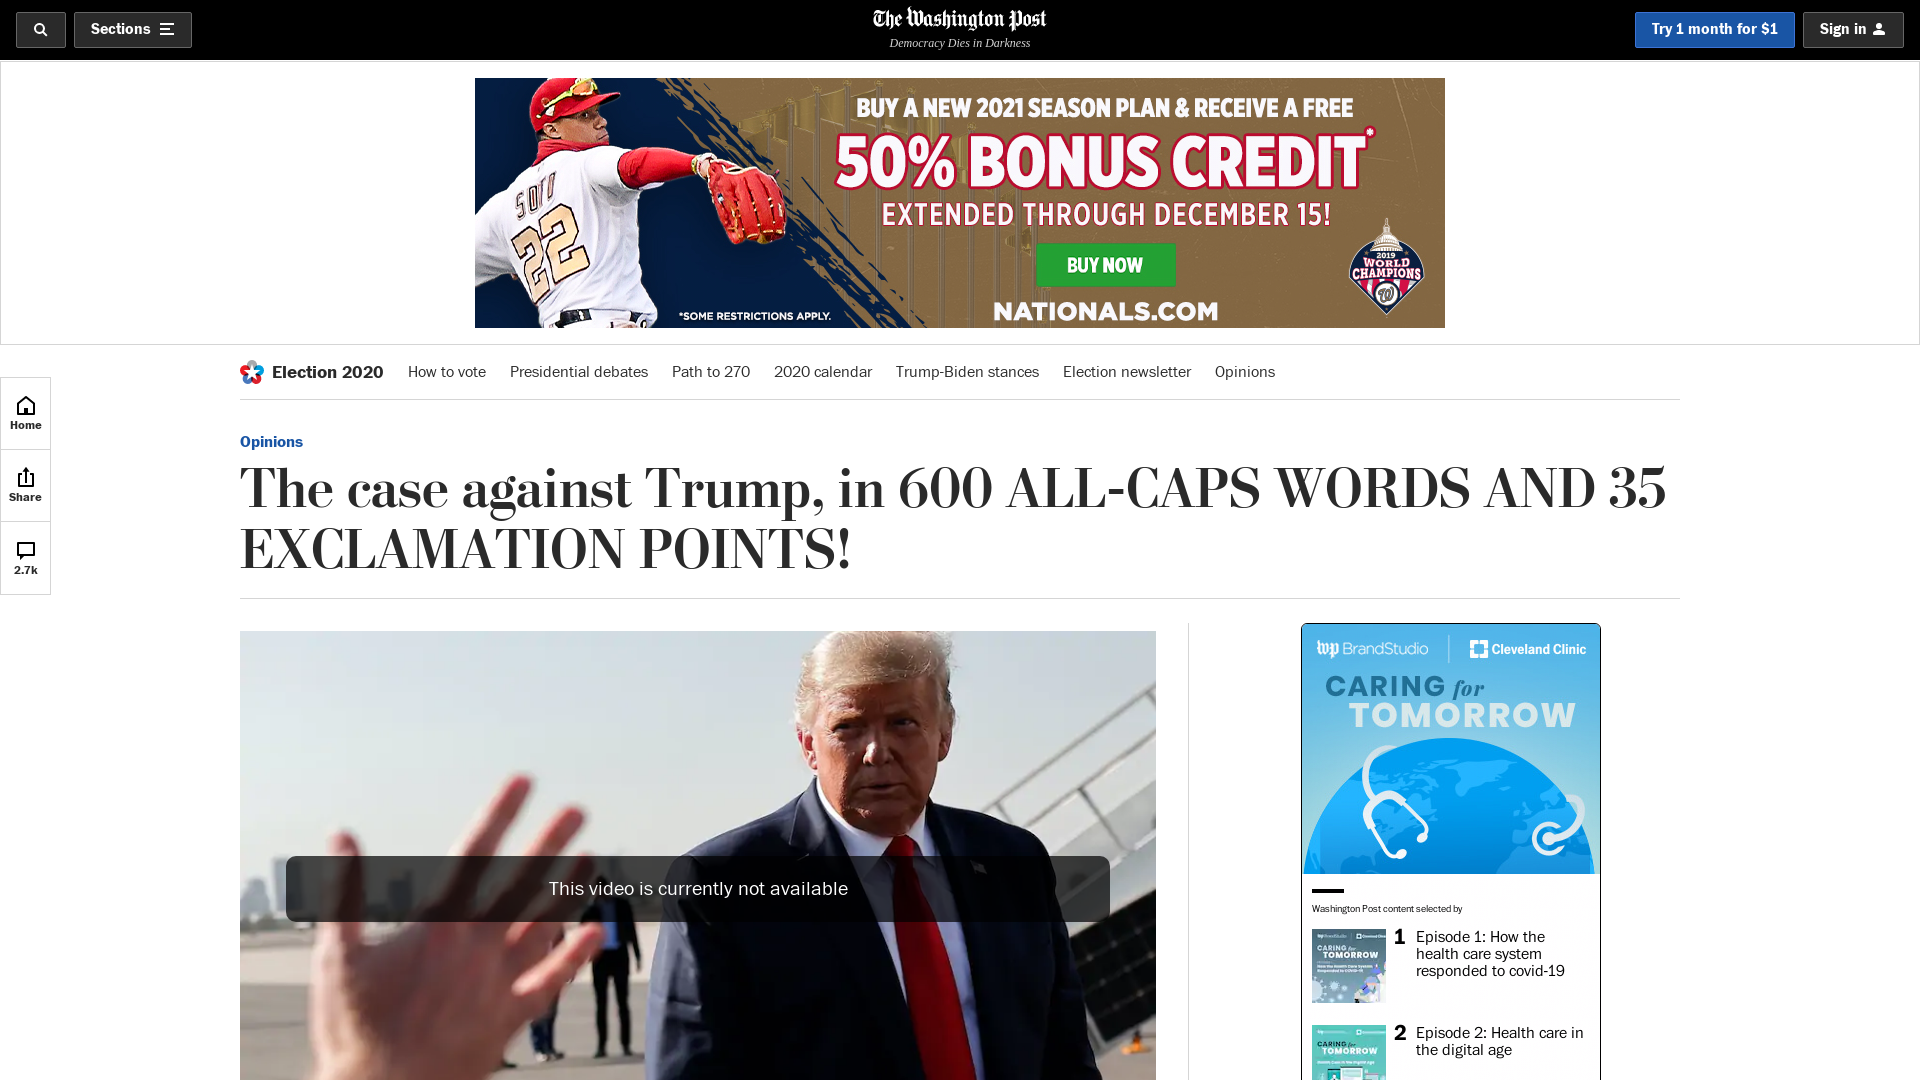 Sections
The Washington Post
Democracy Dies in Darkness
Try 1 month for $1
Sign in
BUY A NEW 2021 SEASON PLAN & RECEIVE A FREE
50% BONUS CREDIT*
EXTENDED THROUGH DECEMBER 15!
BUY NOW
NATIONALS.COM
*SOME RESTRICTIONS APPLY.
22
2019
WORLD
CHAMPIONS
W
Election 2020
How to vote
Presidential debates
Path to 270
2020 calendar
Trump-Biden stances
Election newsletter
Opinions
Home
Share
2.7k
Opinions
The case against Trump, in 600 ALL-CAPS WORDS AND 35
EXCLAMATION POINTS!
This video is currently not available
wp BrandStudio
Cleveland Clinic
CARING for
TOMORROW
Washington Post content selected by
CARING for
TOMORROW
1
Episode 1: How the
health care system
responded to covid-19
CARING for
TOMORROW
2
Episode 2: Health care in
the digital age